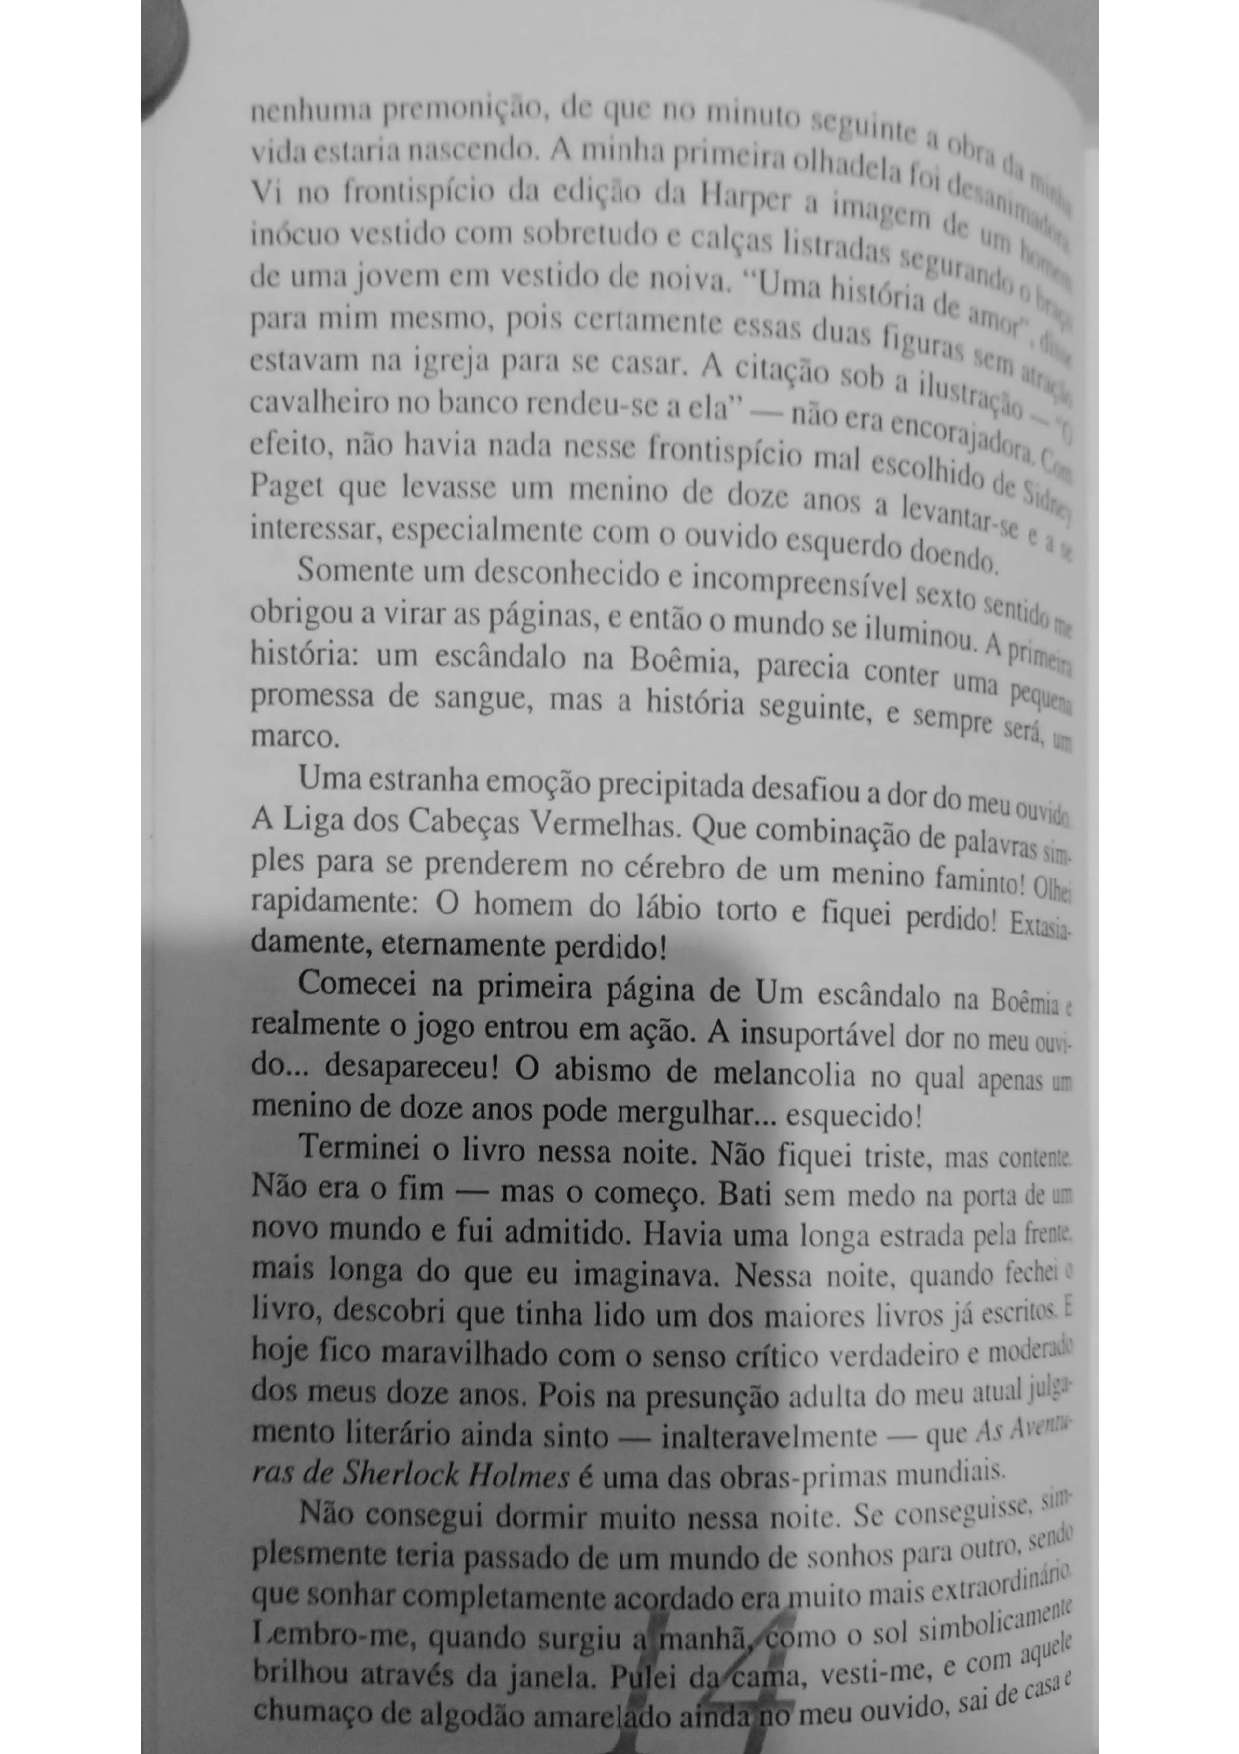 nenhuma premonição, de que no minuto seguinte a obra da minha
vida estaria nascendo. A minha primeira olhadela foi desanimadora.
Vi no frontispício da edição da Harper a imagem de um homem
inócuo vestido com sobretudo e calças listradas segurando o braço
de uma jovem em vestido de noiva. “Uma história de amor”, disse
para mim mesmo, pois certamente essas duas figuras sem atração
estavam na igreja para se casar. A citação sob a ilustração — “O
cavalheiro no banco rendeu-se a ela” — não era encorajadora. Com
efeito, não havia nada nesse frontispício mal escolhido de Sidney
Paget que levasse um menino de doze anos a levantar-se e a se
interessar, especialmente com o ouvido esquerdo doendo.
Somente um desconhecido e incompreensível sexto sentido me
obrigou a virar as páginas, e então o mundo se iluminou. A primeira
história: um escândalo na Boêmia, parecia conter uma pequena
promessa de sangue, mas a história seguinte, e sempre será, um
marco.
Uma estranha emoção precipitada desafiou a dor do meu ouvido.
A Liga dos Cabeças Vermelhas. Que combinação de palavras sim-
ples para se prenderem no cérebro de um menino faminto! Olhei
rapidamente: O homem do lábio torto e fiquei perdido! Extasia-
damente, eternamente perdido!
Comecei na primeira página de Um escândalo na Boêmia e
realmente o jogo entrou em ação. A insuportável dor no meu ouvi-
do... desapareceu! O abismo de melancolia no qual apenas um
menino de doze anos pode mergulhar... esquecido!
Terminei o livro nessa noite. Não fiquei triste, mas contente.
Não era o fim — mas o começo. Bati sem medo na porta de um
novo mundo e fui admitido. Havia uma longa estrada pela frente,
mais longa do que eu imaginava. Nessa noite, quando fechei o
livro, descobri que tinha lido um dos maiores livros já escritos. E
hoje fico maravilhado com o senso crítico verdadeiro e moderado
dos meus doze anos. Pois na presunção adulta do meu atual julga-
mento literário ainda sinto — inalteravelmente — que As Aventu-
ras de Sherlock Holmes é uma das obras-primas mundiais.
Não consegui dormir muito nessa noite. Se conseguisse, sim-
plesmente teria passado de um mundo de sonhos para outro, sendo
que sonhar completamente acordado era muito mais extraordinário.
Lembro-me, quando surgiu a manhã, como o sol simbolicamente
brilhou através da janela. Pulei da cama, vesti-me, e com aquele
chumaço de algodão amarelado ainda no meu ouvido, sai de casa e
14